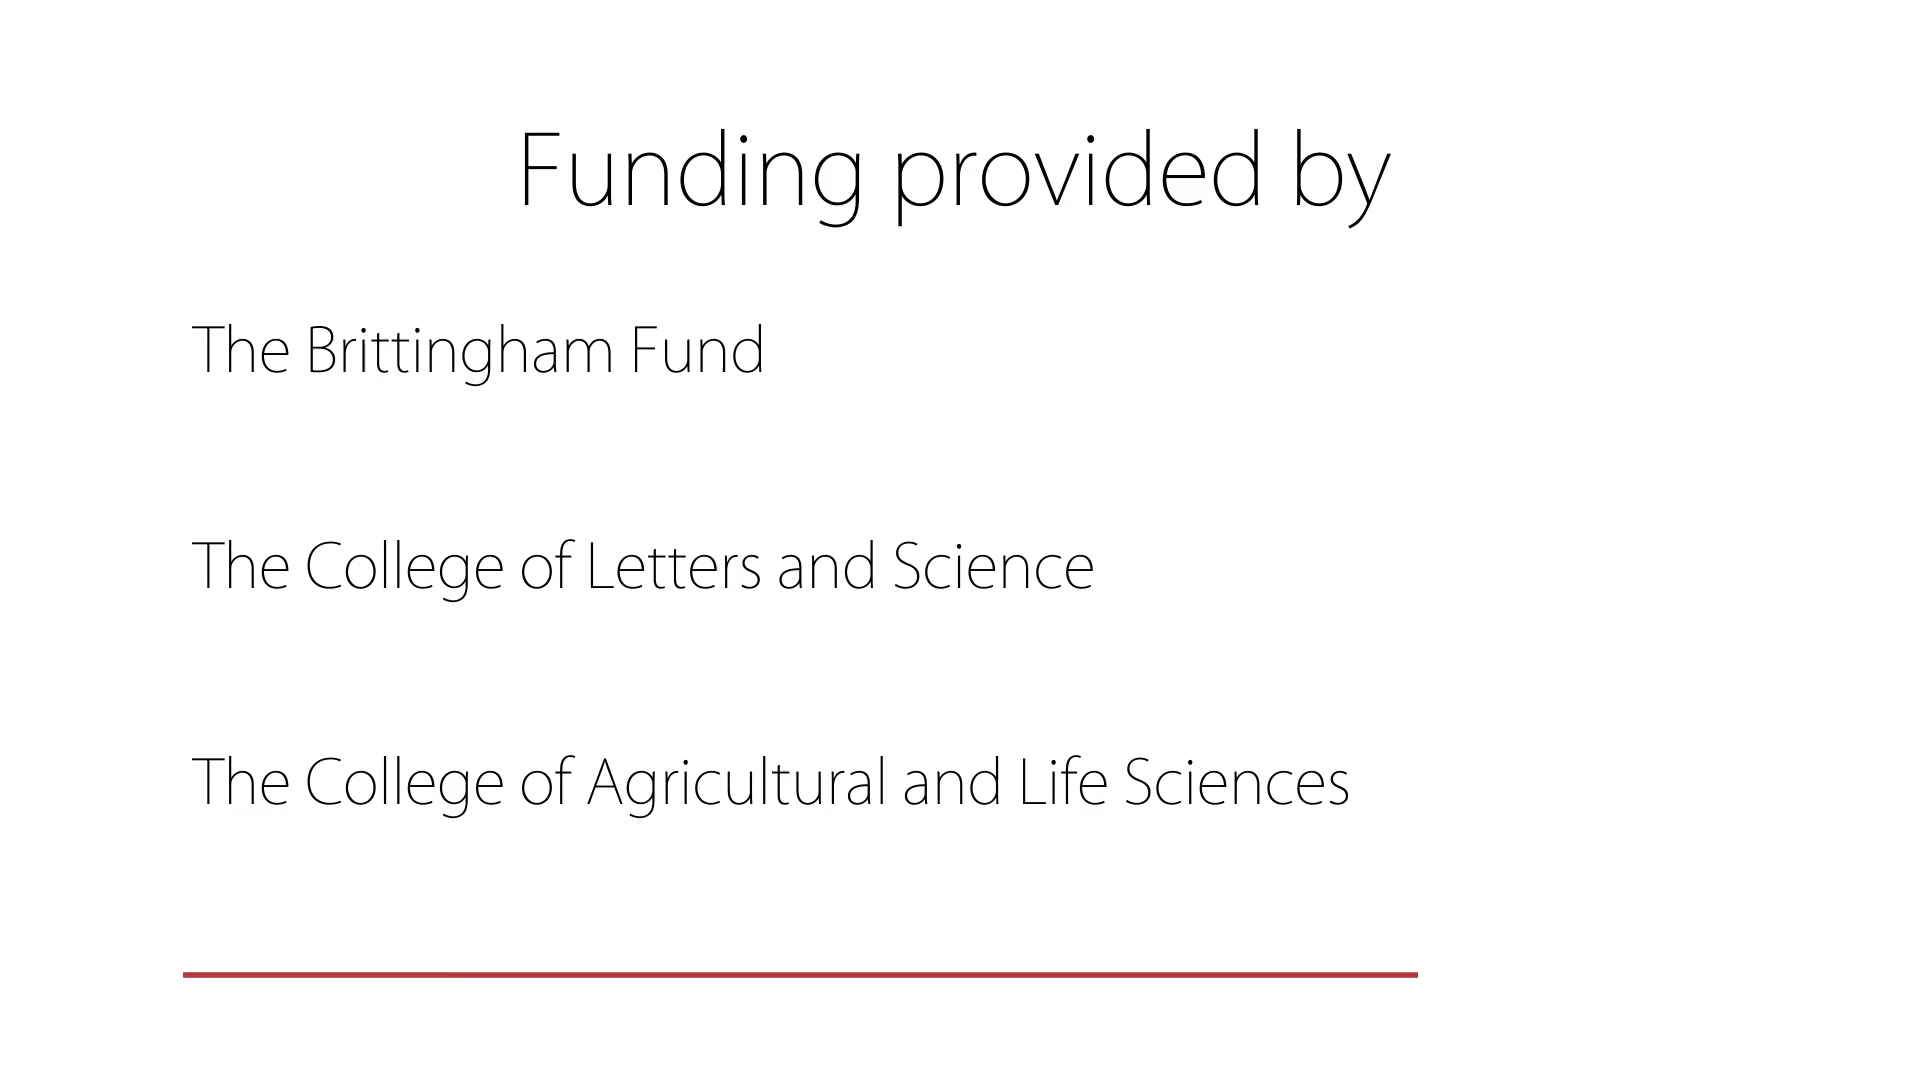 Funding provided by
The Brittingham Fund
The College of Letters and Science
The College of Agricultural and Life Sciences